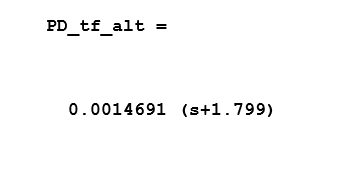 PD_tf_alt =
0.0014691 (s+1.799)